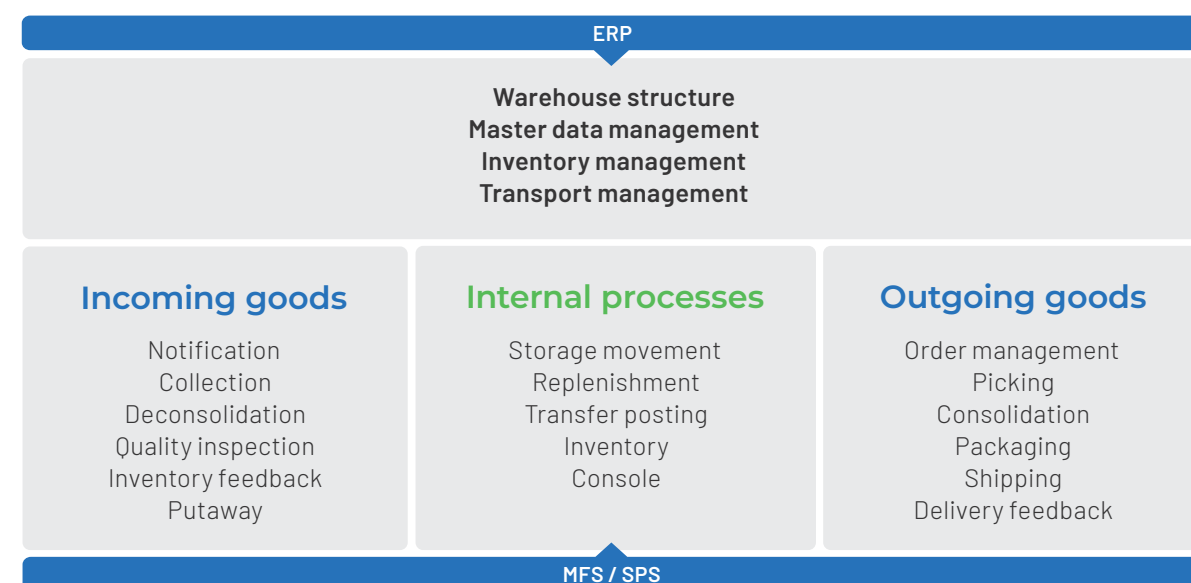 ERP
Warehouse structure
Master data management
Inventory management
Transport management
Incoming goods
Notification
Collection
Deconsolidation
Quality inspection
Inventory feedback
Putaway
Internal processes
Storage movement
Replenishment
Transfer posting
Inventory
Console
Outgoing goods
Order management
Picking
Consolidation
Packaging
Shipping
Delivery feedback
MFS / SPS